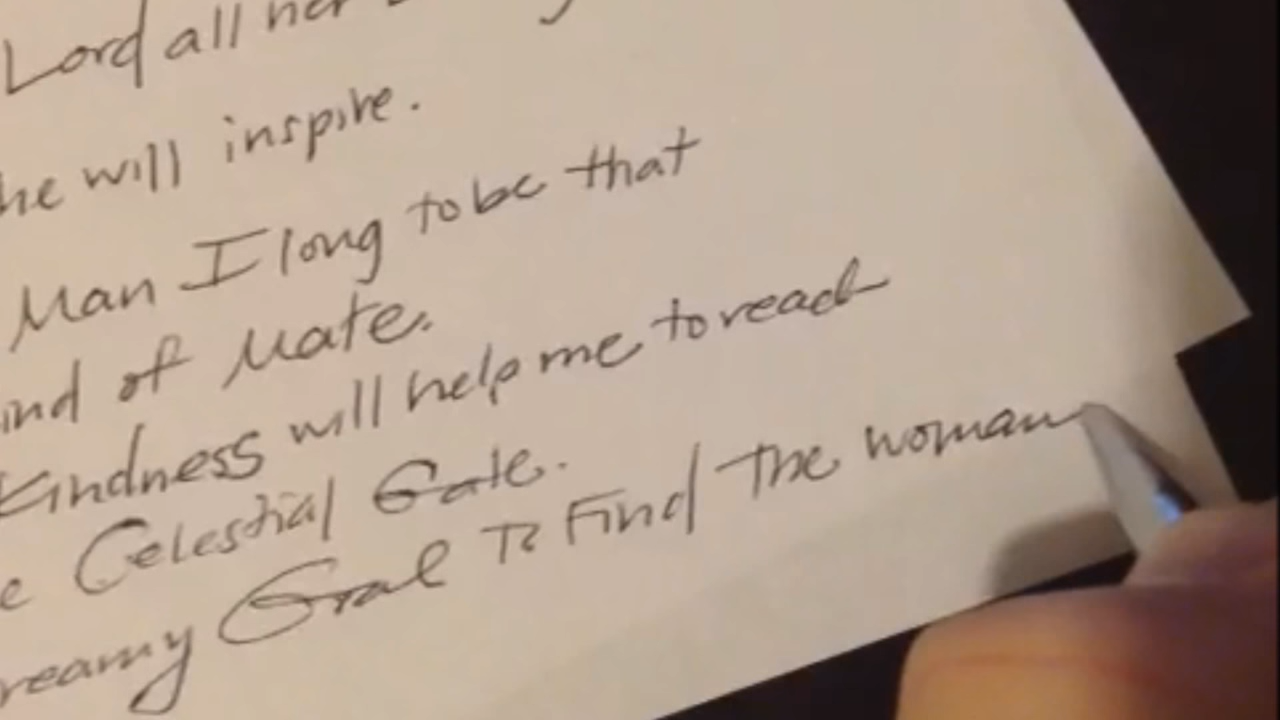 Lord all her
he will inspire.
Man I long to be that
ind of Mate.
Kindness will help me to reach
e Celestial Gate.
reamy Goal To Find The woman